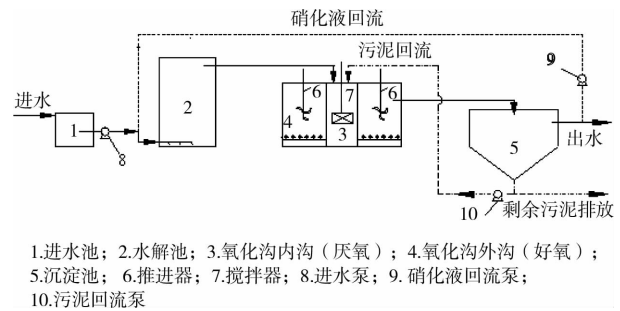 硝化液回流
污泥回流
9
进水
2
6
7
6
1
4
3
5
出水
8
10
剩余污泥排放
1.进水池；2.水解池；3.氧化沟内沟（厌氧）；4.氧化沟外沟（好氧）；
5.沉淀池； 6.推进器；7.搅拌器；8.进水泵；9. 硝化液回流泵；
10.污泥回流泵